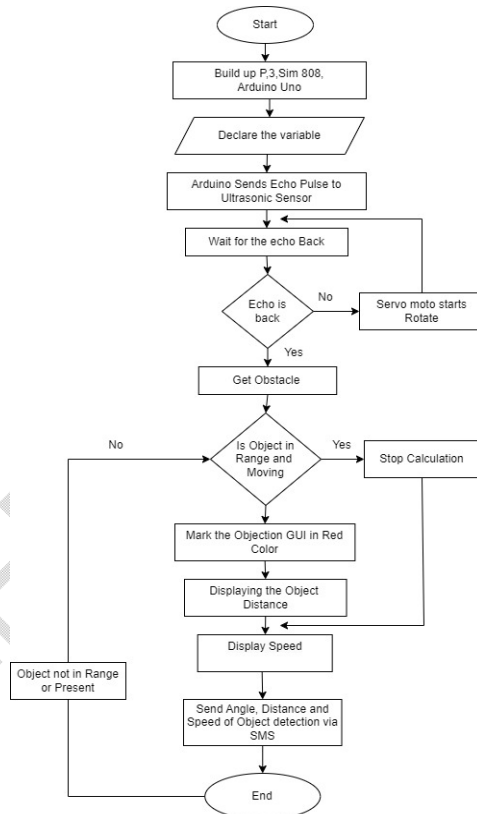 Start
Build up P,3,Sim 808,
Arduino Uno
Declare the variable
Arduino Sends Echo Pulse to
Ultrasonic Sensor
Wait for the echo Back
Echo is
back
No
Servo moto starts
Rotate
Yes
Get Obstacle
No
Is Object in
Range and
Moving
Yes
Stop Calculation
Mark the Objection GUI in Red
Color
Displaying the Object
Distance
Display Speed
Object not in Range
or Present
Send Angle, Distance and
Speed of Object detection via
SMS
End